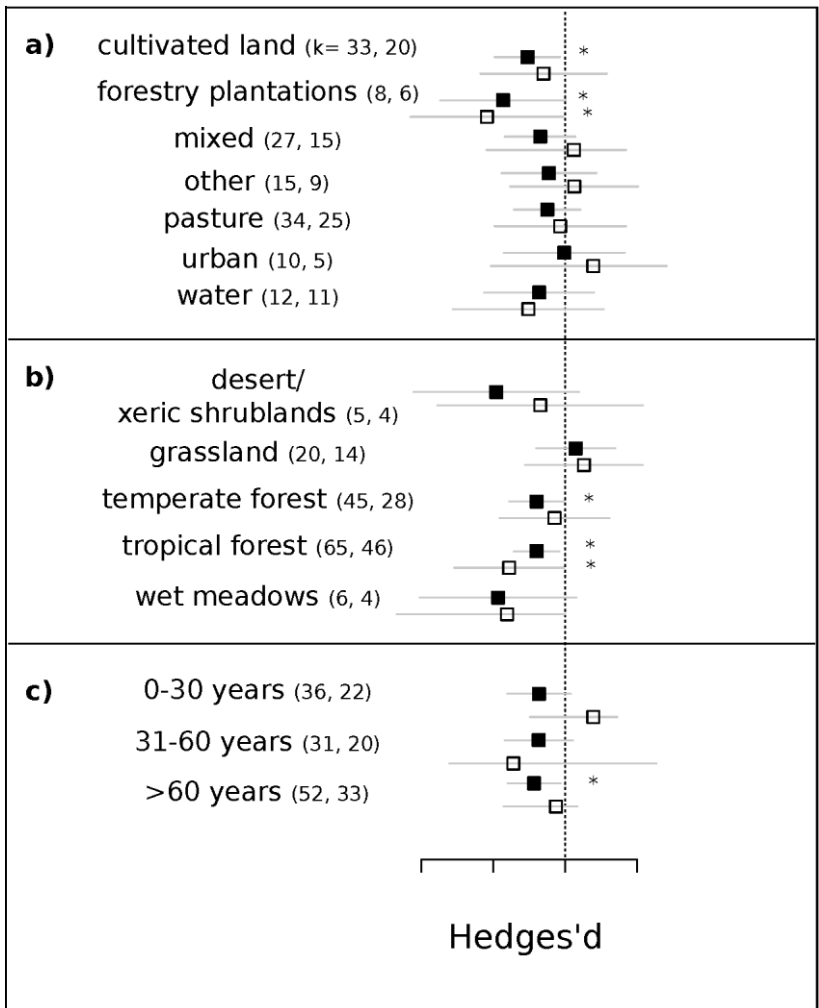 a) cultivated land (k= 33, 20) *
forestry plantations (8, 6) *
*
mixed (27, 15)
other (15, 9)
pasture (34, 25)
urban (10, 5)
water (12, 11)
b) desert/
xeric shrublands (5, 4)
grassland (20, 14)
temperate forest (45, 28) *
tropical forest (65, 46) *
*
wet meadows (6, 4)
c) 0-30 years (36, 22)
31-60 years (31, 20)
>60 years (52, 33) *
Hedges'd